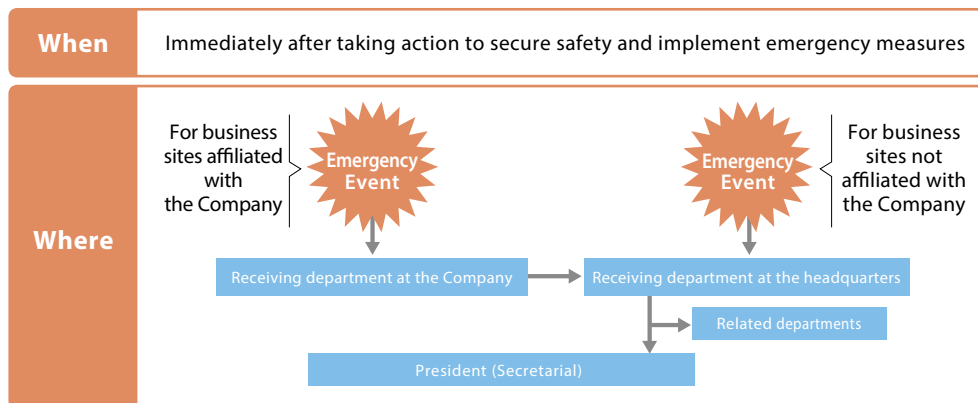 When
Immediately after taking action to secure safety and implement emergency measures
Where
For business
sites affiliated
with
the Company
Emergency
Event
Emergency
Event
For business
sites not
affiliated with
the Company
Receiving department at the Company
Receiving department at the headquarters
Related departments
President (Secretarial)